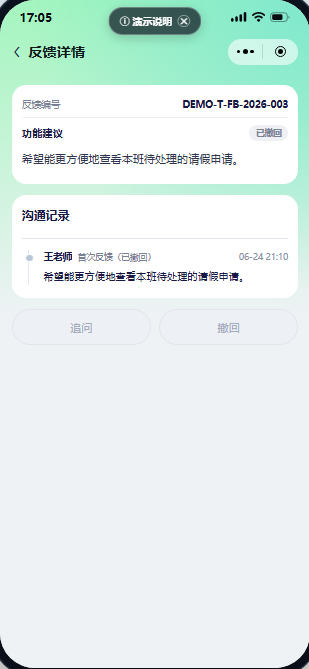 17:05
演示说明
反馈详情
反馈编号 DEMO-T-FB-2026-003
功能建议 已撤回
希望能更方便地查看本班待处理的请假申请。
沟通记录
王老师 首次反馈（已撤回） 06-24 21:10
希望能更方便地查看本班待处理的请假申请。
追问 撤回